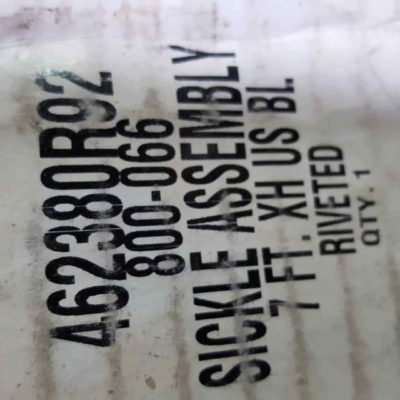 462380R92
800-066
SICKLE ASSEMBLY
7 FT. XH US BL.
RIVETED
QTY. 1